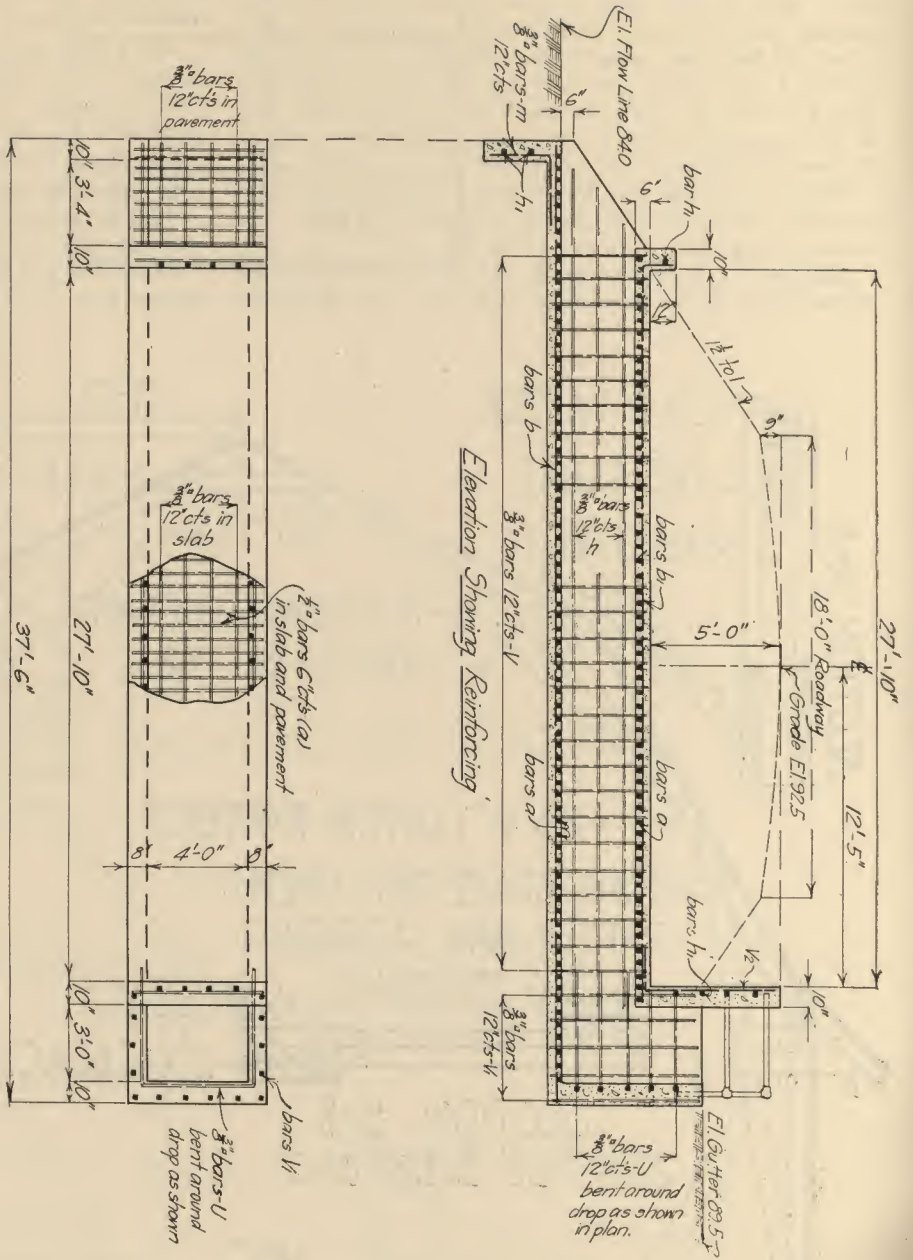 El. Flow Line 84.0
⅜"▫ bars-m
12"cts
h₁
6"
6"
bar h₁
10"
12"
1½ to 1
9"
18'-0" Roadway
27'-10"
℄
Grade El.92.5
12'-5"
5'-0"
bars b
bars b₁
⅜"▫ bars
12"cts
h
⅜"▫ bars 12"cts-V
bars a
bars a
bars h₁
V₂
10"
⅜"▫ bars
12"cts-V₁
El. Gutter 89.5
⅜"▫ bars
12"cts-U
bent around
drop as shown
in plan.
Elevation Showing Reinforcing
⅜"▫ bars
12"cts in
pavement
10"
3'-4"
10"
⅜"▫ bars
12"cts in
slab
½"▫ bars 6"cts (a)
in slab and pavement
8"
4'-0"
8"
27'-10"
10"
3'-0"
10"
37'-6"
bars V₁
⅜"▫ bars-U
bent around
drop as shown